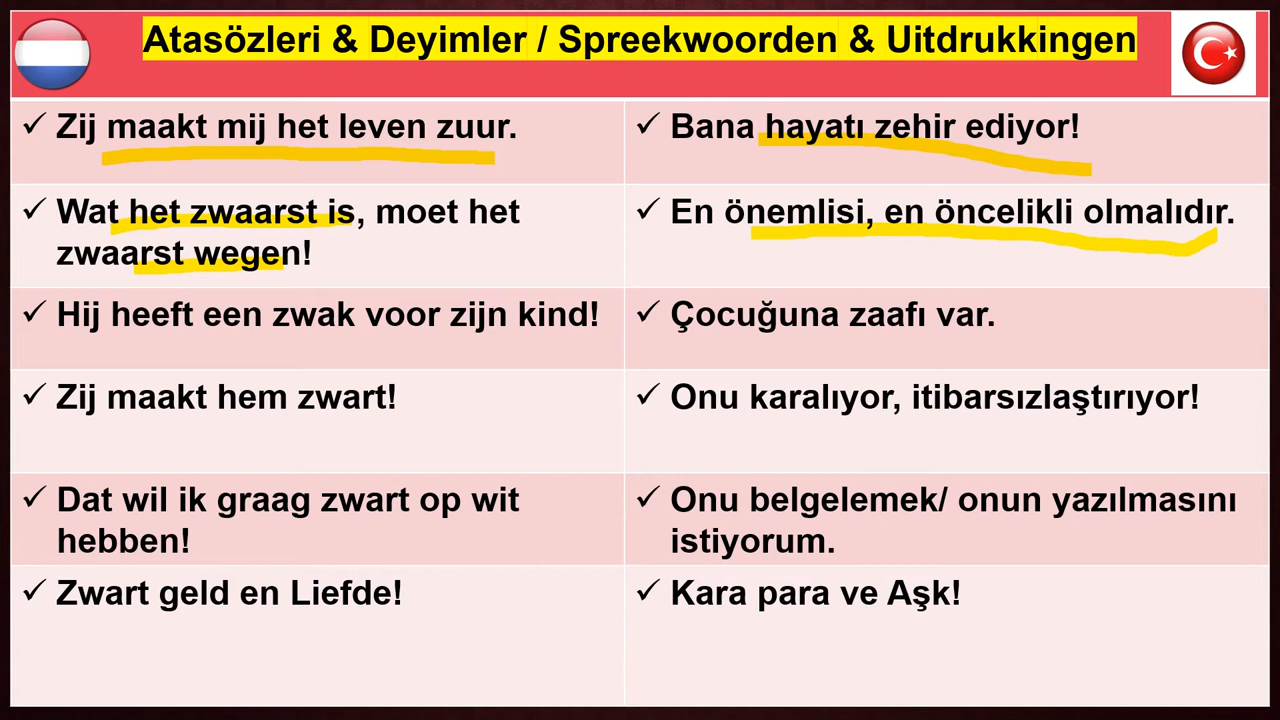 Atasözleri & Deyimler / Spreekwoorden & Uitdrukkingen
✓ Zij maakt mij het leven zuur.
✓ Bana hayatı zehir ediyor!
✓ Wat het zwaarst is, moet het
zwaarst wegen!
✓ En önemlisi, en öncelikli olmalıdır.
✓ Hij heeft een zwak voor zijn kind!
✓ Çocuğuna zaafı var.
✓ Zij maakt hem zwart!
✓ Onu karalıyor, itibarsızlaştırıyor!
✓ Dat wil ik graag zwart op wit
hebben!
✓ Onu belgelemek/ onun yazılmasını
istiyorum.
✓ Zwart geld en Liefde!
✓ Kara para ve Aşk!